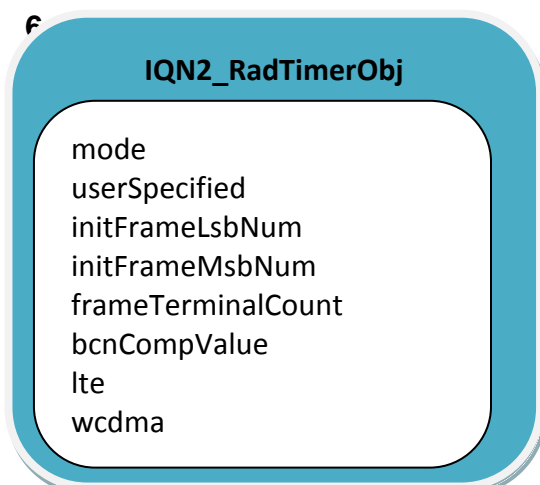 IQN2_RadTimerObj
mode
userSpecified
initFrameLsbNum
initFrameMsbNum
frameTerminalCount
bcnCompValue
lte
wcdma